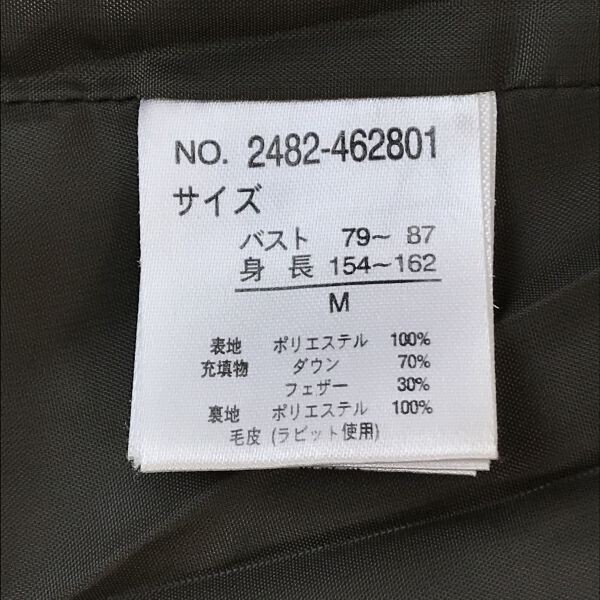 NO. 2482-462801
サイズ
バスト 79～ 87
身長 154～162
M
表地 ポリエステル 100%
充填物 ダウン 70%
フェザー 30%
裏地 ポリエステル 100%
毛皮 (ラビット使用)